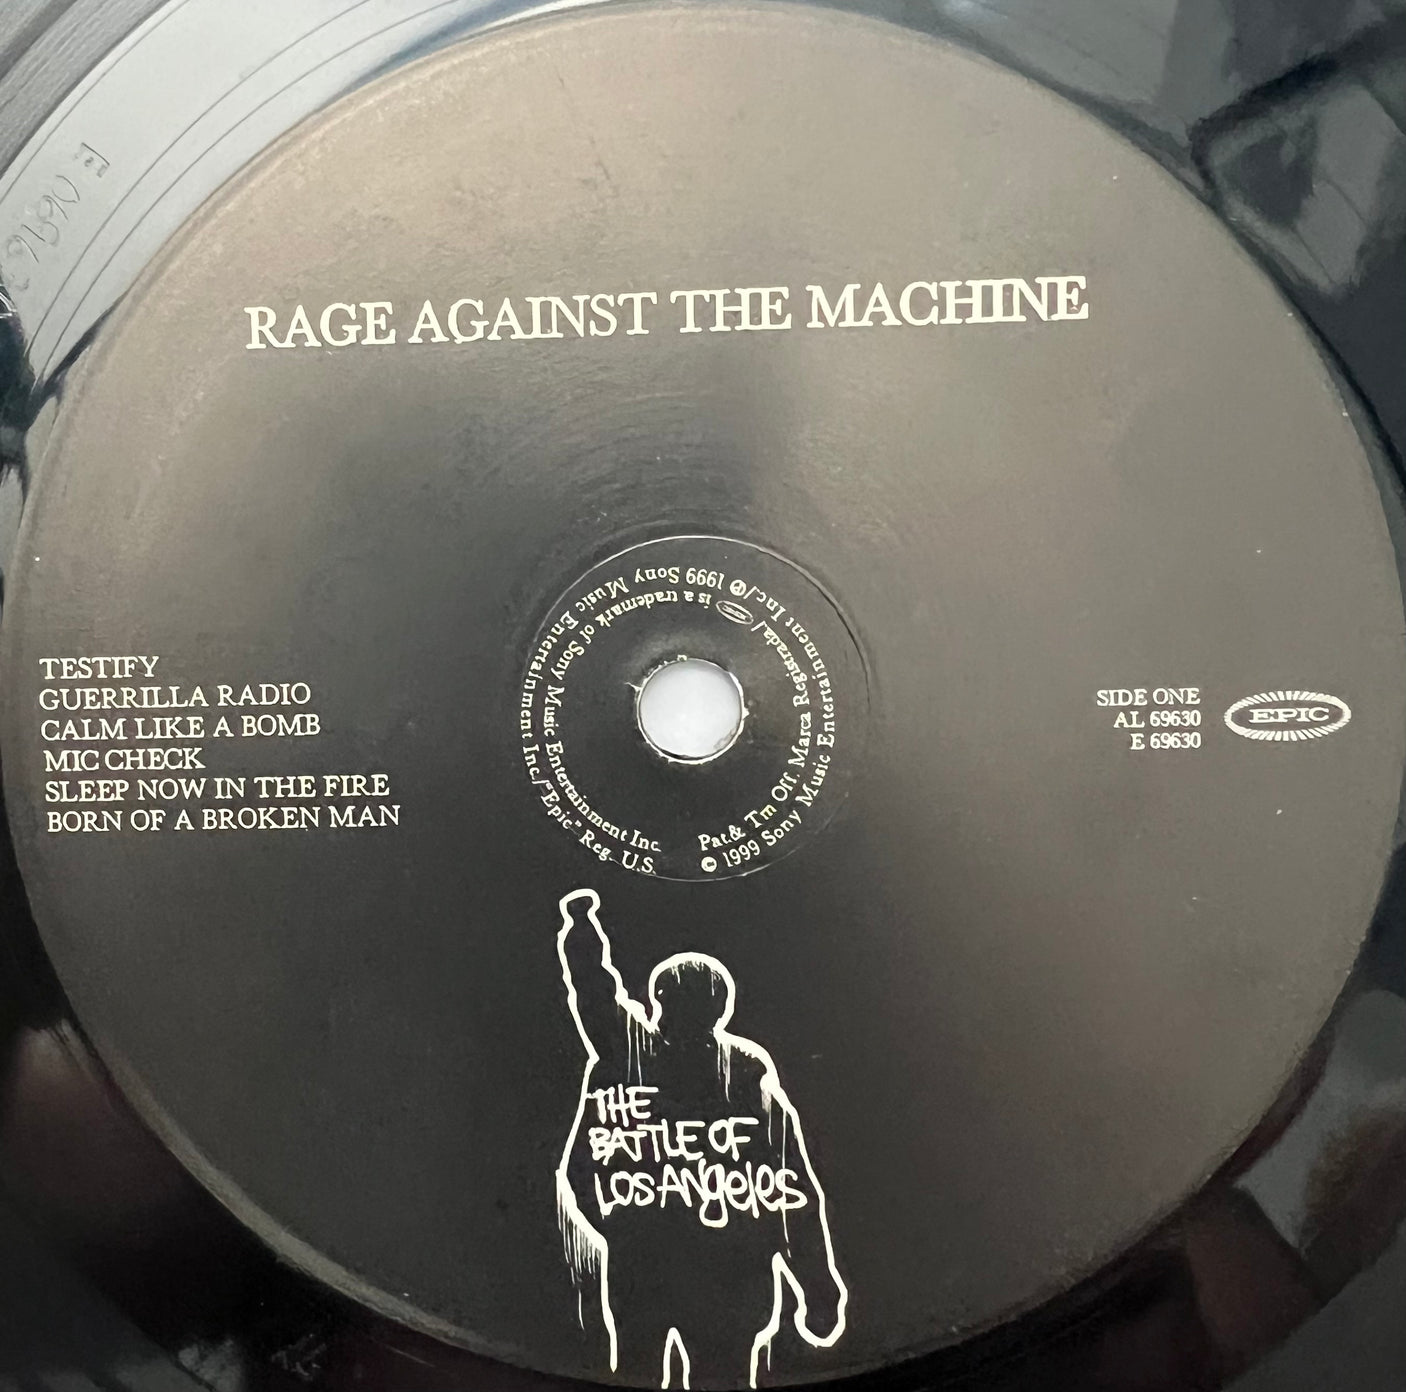 RAGE AGAINST THE MACHINE
TESTIFY
GUERRILLA RADIO
CALM LIKE A BOMB
MIC CHECK
SLEEP NOW IN THE FIRE
BORN OF A BROKEN MAN
SIDE ONE
AL 69630
E 69630
EPIC
© 1999 Sony Music Entertainment Inc./℗ 1999 Sony Music Entertainment Inc./"Epic" Reg. U.S.
Pat.& Tm Off. Marca Registrada/ EPIC is a trademark of Sony Music Entertainment Inc.
THE
BATTLE OF
LOS ANgeles